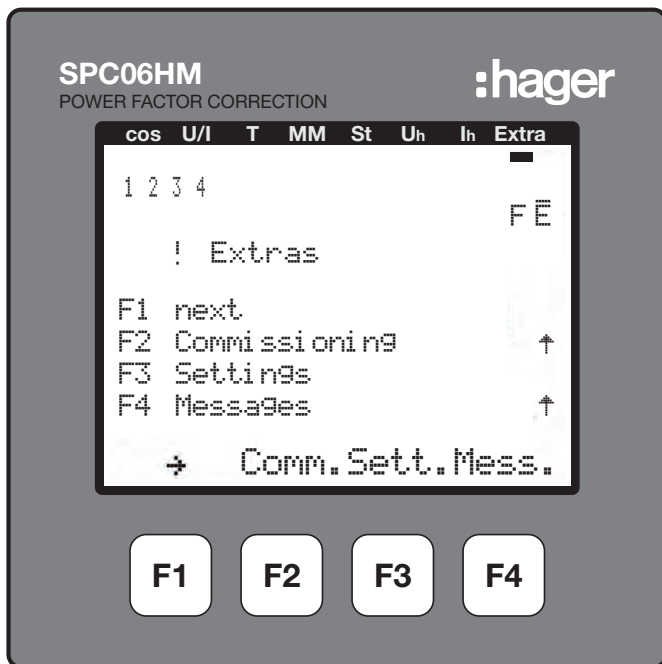 SPC06HM
:hager
POWER FACTOR CORRECTION
cos U/I T MM St Uh Ih Extra
1 2 3 4
F Ē
! Extras
F1 next
F2 Commissioning ↑
F3 Settings
F4 Messages ↑
→ Comm.Sett.Mess.
F1 F2 F3 F4